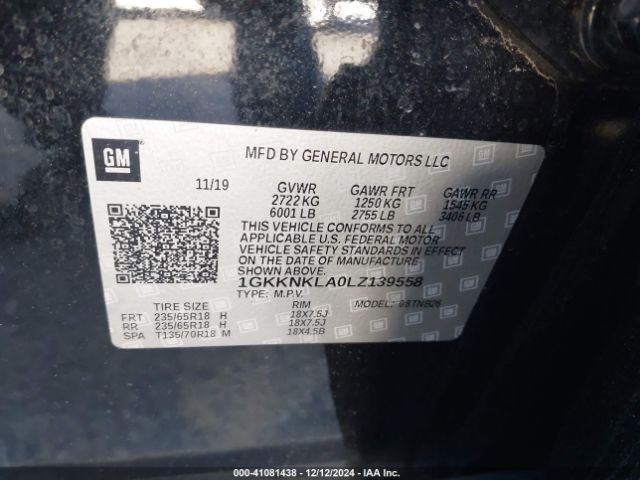 GM
MFD BY GENERAL MOTORS LLC
11/19 GVWR GAWR FRT GAWR RR
2722 KG 1250 KG 1545 KG
6001 LB 2755 LB 3406 LB
THIS VEHICLE CONFORMS TO ALL
APPLICABLE U.S. FEDERAL MOTOR
VEHICLE SAFETY STANDARDS IN EFFECT
ON THE DATE OF MANUFACTURE
SHOWN ABOVE
1GKKNKLA0LZ139558
TYPE: M.P.V. MODEL: 08TNB26
TIRE SIZE RIM
FRT 235/65R18 H 18X7.5J
RR 235/65R18 H 18X7.5J
SPA T135/70R18 M 18X4.5B
000-41081438 - 12/12/2024 - IAA Inc.